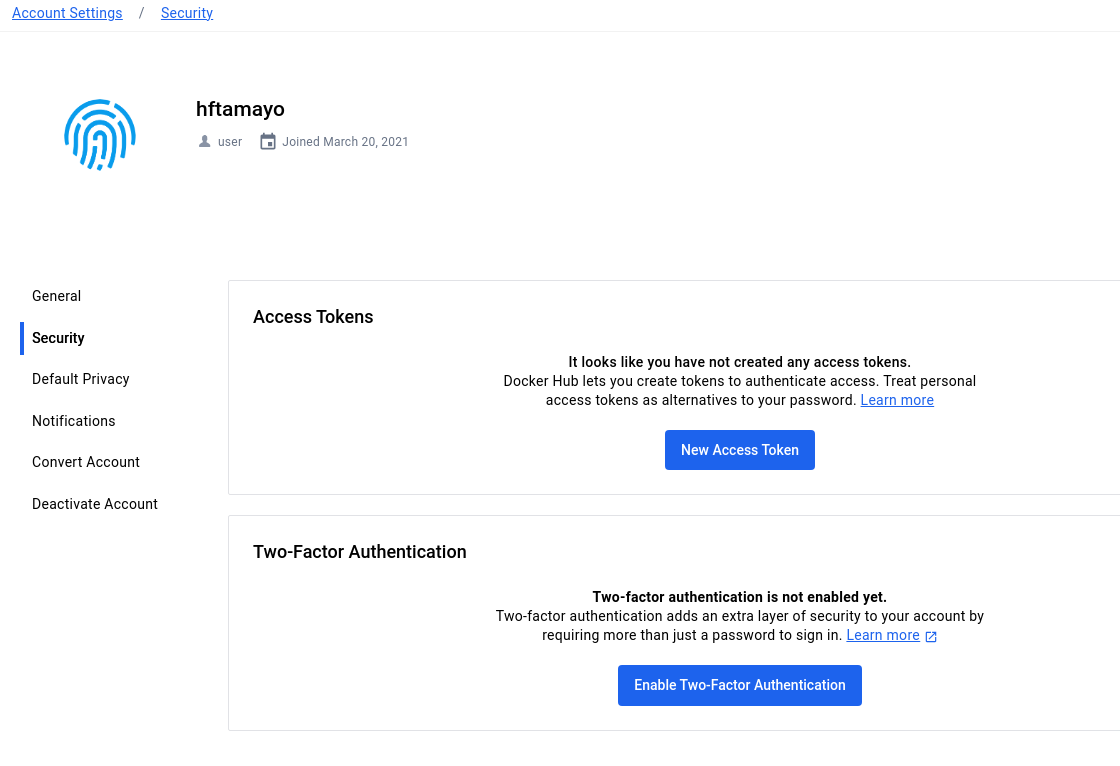 Account Settings / Security
hftamayo
user Joined March 20, 2021
General
Security
Default Privacy
Notifications
Convert Account
Deactivate Account
Access Tokens
It looks like you have not created any access tokens.
Docker Hub lets you create tokens to authenticate access. Treat personal
access tokens as alternatives to your password. Learn more
New Access Token
Two-Factor Authentication
Two-factor authentication is not enabled yet.
Two-factor authentication adds an extra layer of security to your account by
requiring more than just a password to sign in. Learn more
Enable Two-Factor Authentication